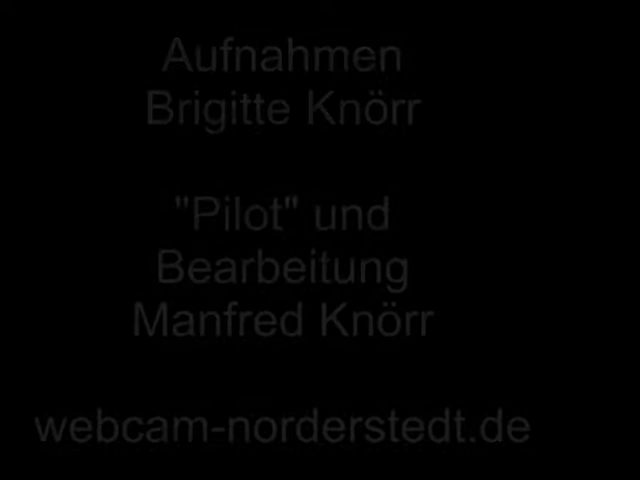 Aufnahmen
Brigitte Knörr
"Pilot" und
Bearbeitung
Manfred Knörr
webcam-norderstedt.de